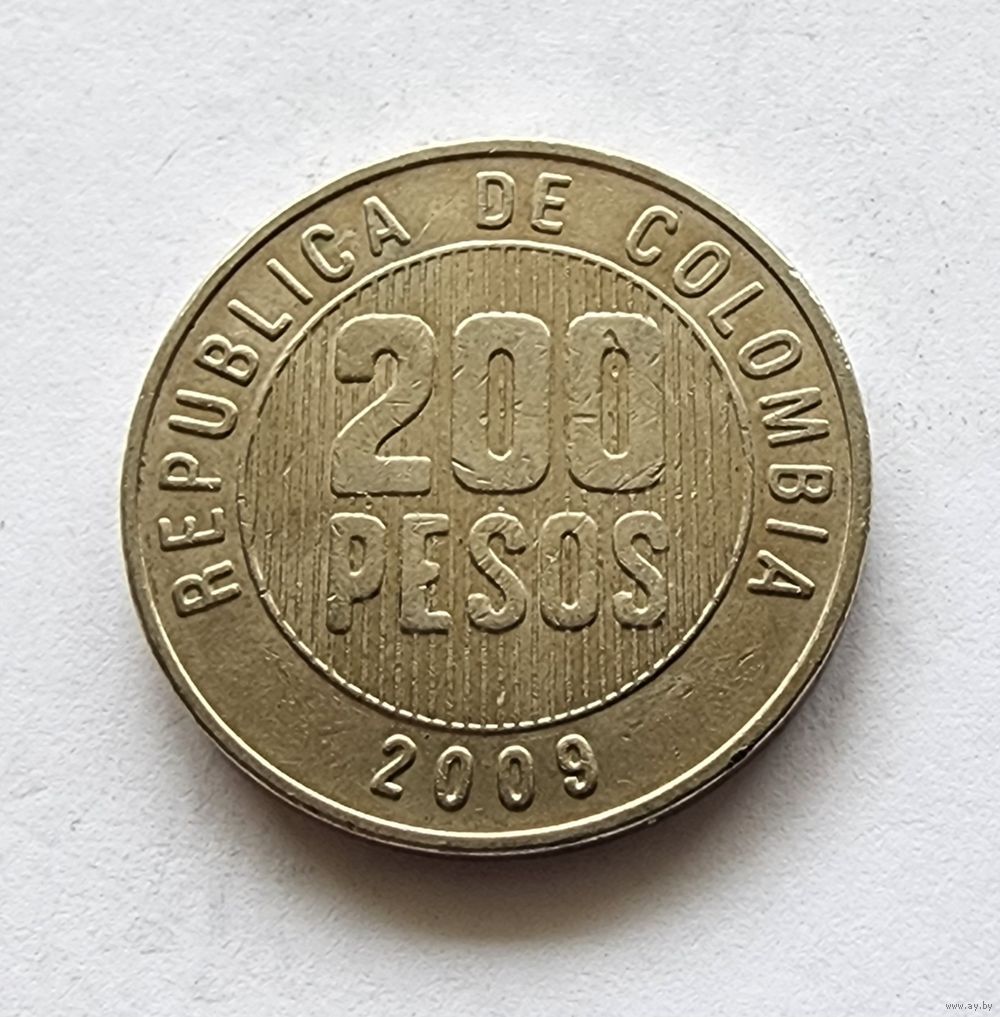 REPUBLICA DE COLOMBIA
200
PESOS
2009
www.ay.by